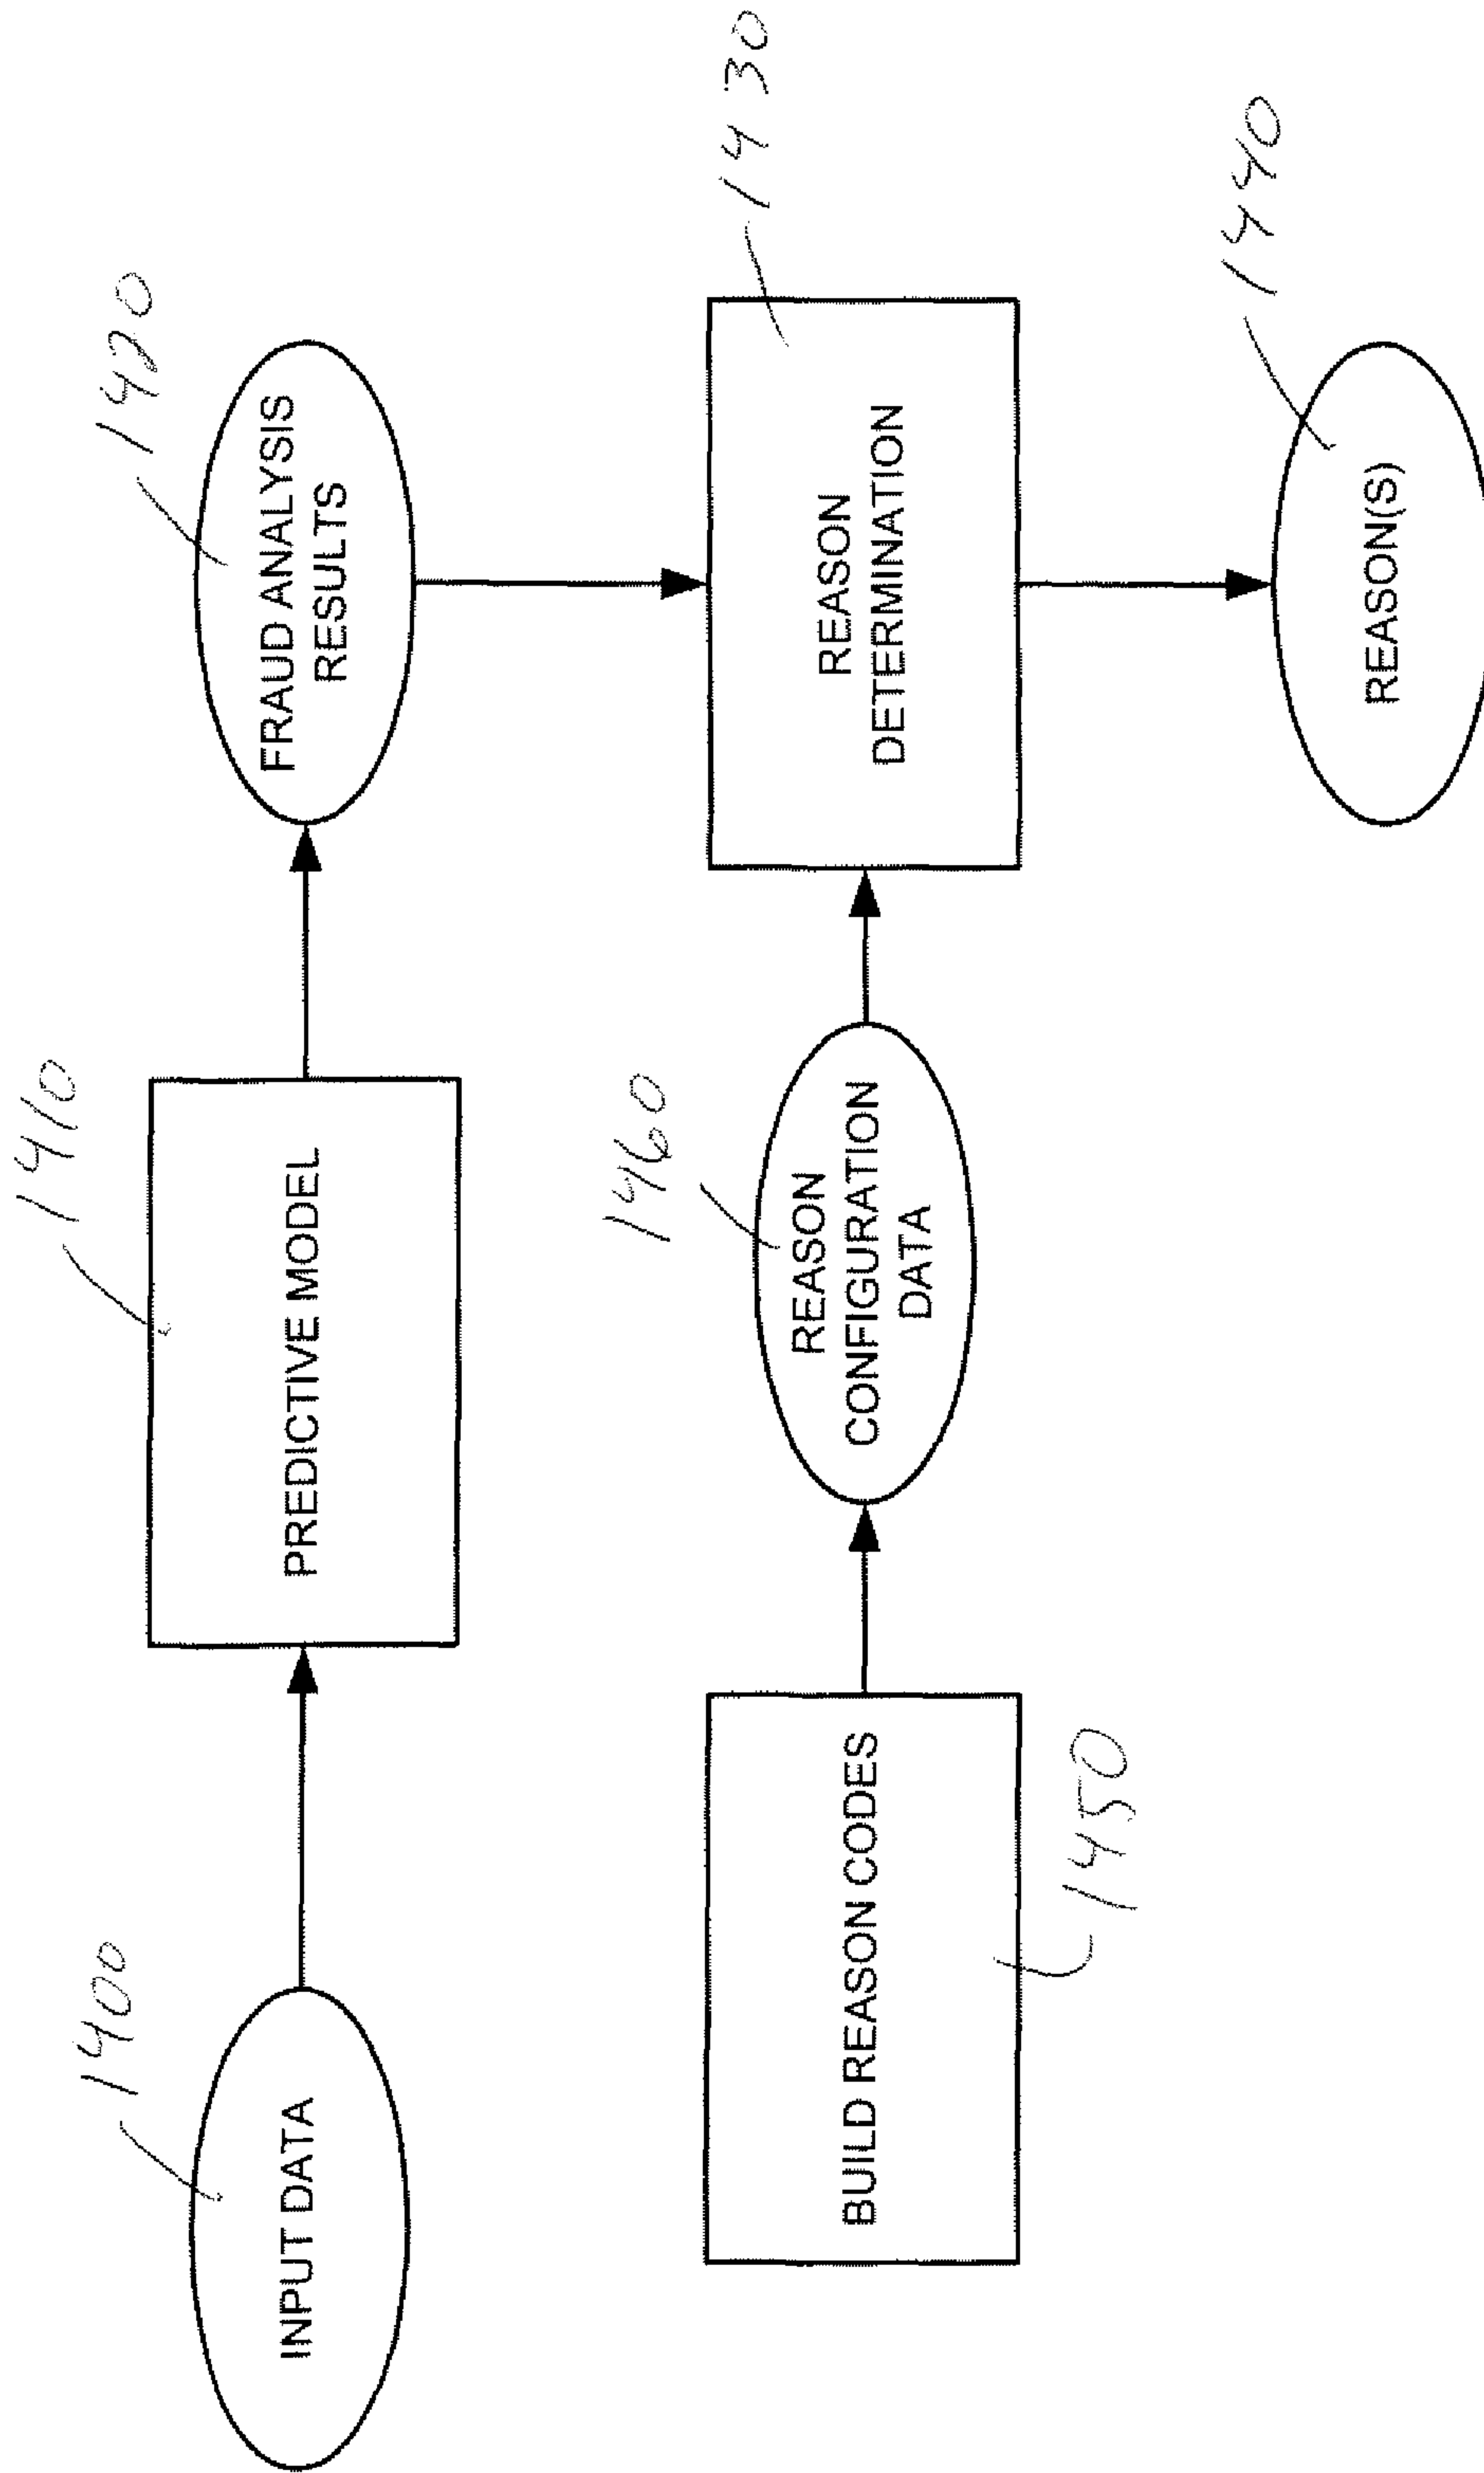 1400
INPUT DATA
1410
PREDICTIVE MODEL
1420
FRAUD ANALYSIS
RESULTS
1450
BUILD REASON CODES
1460
REASON
CONFIGURATION
DATA
1430
REASON
DETERMINATION
1440
REASON(S)